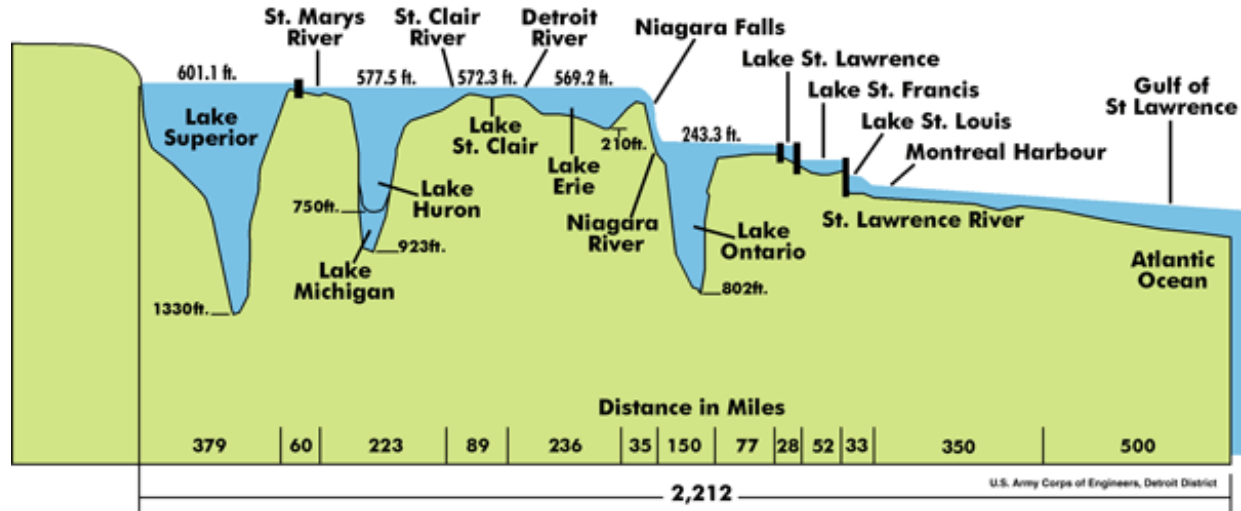 St. Marys
River
St. Clair
River
Detroit
River
Niagara Falls
601.1 ft.
577.5 ft.
572.3 ft.
569.2 ft.
Lake St. Lawrence
Lake St. Francis
Gulf of
St Lawrence
Lake
Superior
Lake
St. Clair
210ft.
243.3 ft.
Lake St. Louis
Montreal Harbour
Lake
Erie
Lake
Huron
750ft.
Niagara
River
St. Lawrence River
923ft.
Lake
Ontario
Lake
Michigan
Atlantic
Ocean
802ft.
1330ft.
Distance in Miles
379 60 223 89 236 35 150 77 28 52 33 350 500
U.S. Army Corps of Engineers, Detroit District
2,212